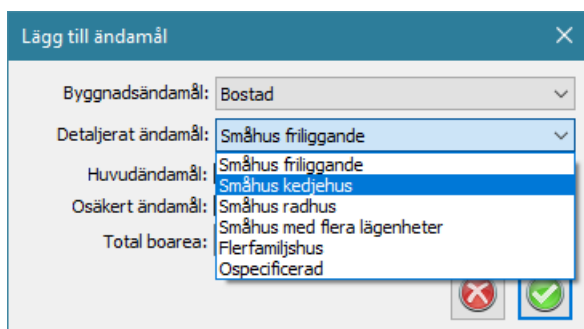 Lägg till ändamål
Byggnadsändamål: Bostad
Detaljerat ändamål: Småhus friliggande
Huvudändamål: Småhus friliggande
Småhus kedjehus
Osäkert ändamål: Småhus radhus
Småhus med flera lägenheter
Total boarea: Flerfamiljshus
Ospecificerad